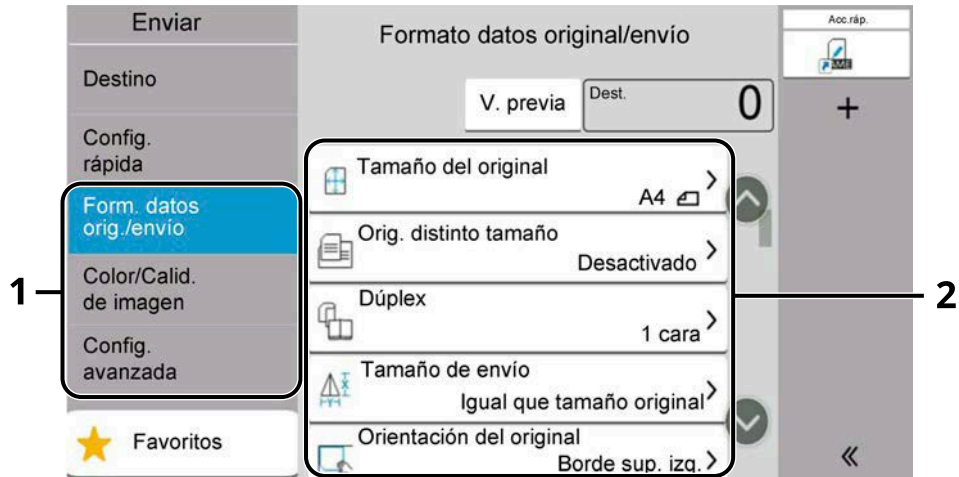 Enviar
Destino
Config.
rápida
Form. datos
orig./envío
Color/Calid.
de imagen
Config.
avanzada
Favoritos
1
Formato datos original/envío
V. previa
Dest.
0
Tamaño del original
A4
Orig. distinto tamaño
Desactivado
Dúplex
1 cara
Tamaño de envío
Igual que tamaño original
Orientación del original
Borde sup. izq.
2
Acc.ráp.